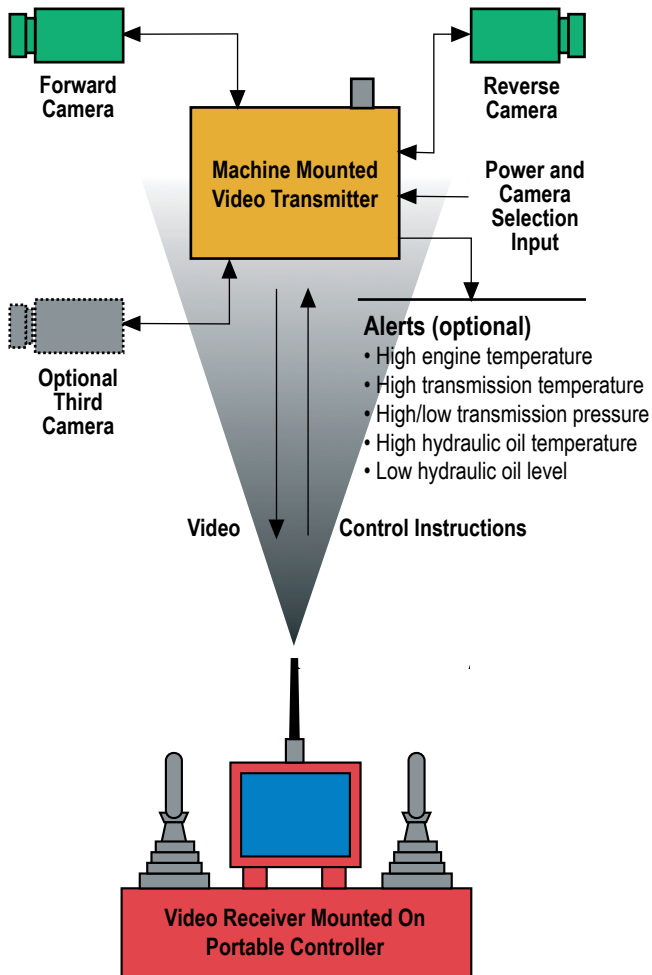 Forward
Camera
Reverse
Camera
Machine Mounted
Video Transmitter
Power and
Camera
Selection
Input
Optional
Third
Camera
Alerts (optional)
• High engine temperature
• High transmission temperature
• High/low transmission pressure
• High hydraulic oil temperature
• Low hydraulic oil level
Video
Control Instructions
Video Receiver Mounted On
Portable Controller